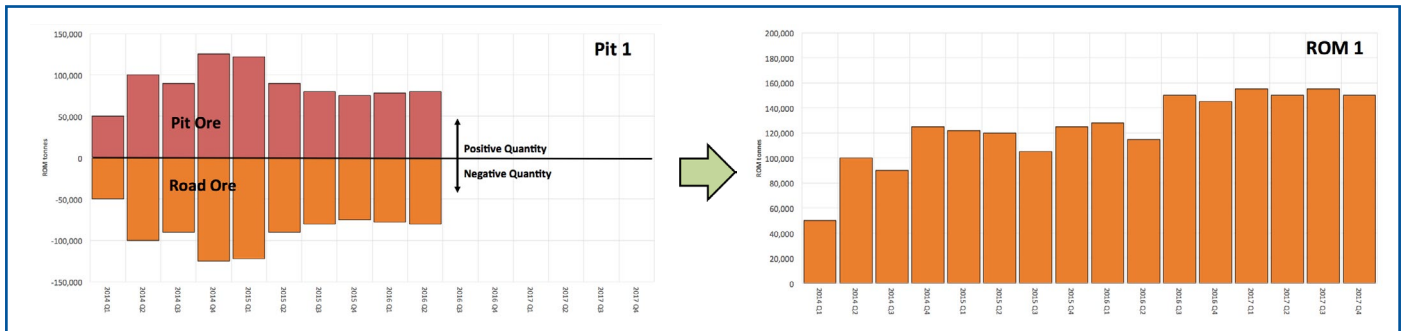 Pit 1
150,000
100,000
50,000
0
-50,000
-100,000
-150,000
ROM tonnes
Pit Ore
Road Ore
Positive Quantity
Negative Quantity
2014 Q1
2014 Q2
2014 Q3
2014 Q4
2015 Q1
2015 Q2
2015 Q3
2015 Q4
2016 Q1
2016 Q2
2016 Q3
2016 Q4
2017 Q1
2017 Q2
2017 Q3
2017 Q4
ROM 1
200,000
180,000
160,000
140,000
120,000
100,000
80,000
60,000
40,000
20,000
0
ROM tonnes
2014 Q1
2014 Q2
2014 Q3
2014 Q4
2015 Q1
2015 Q2
2015 Q3
2015 Q4
2016 Q1
2016 Q2
2016 Q3
2016 Q4
2017 Q1
2017 Q2
2017 Q3
2017 Q4